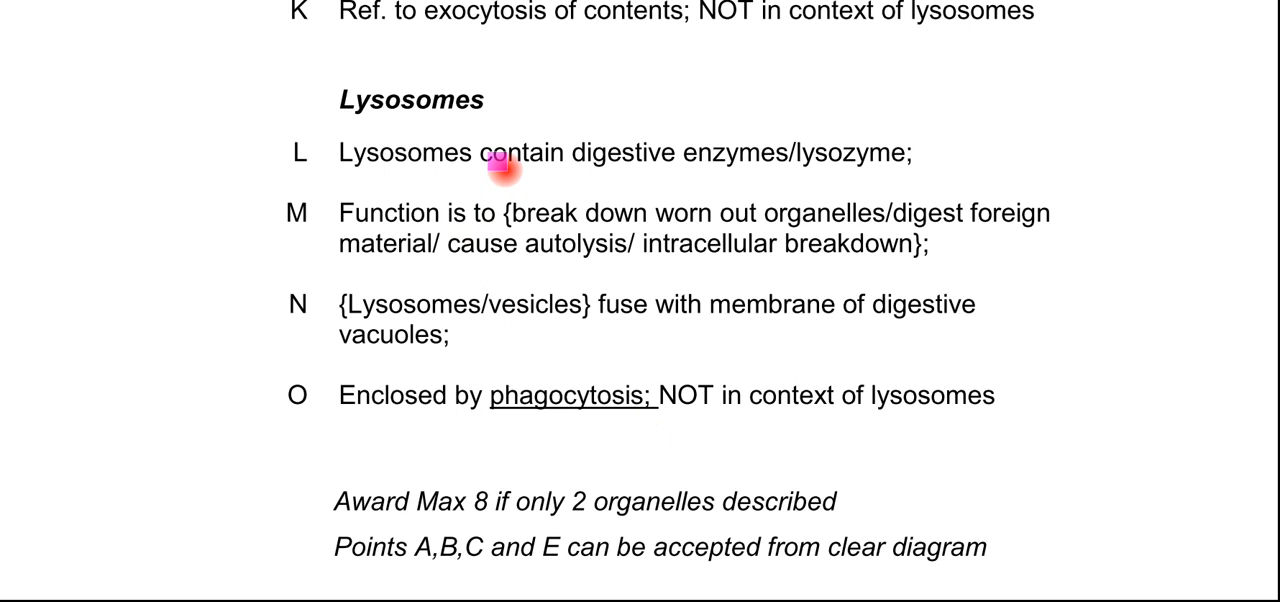 K Ref. to exocytosis of contents; NOT in context of lysosomes
Lysosomes
L Lysosomes contain digestive enzymes/lysozyme;
M Function is to {break down worn out organelles/digest foreign
material/ cause autolysis/ intracellular breakdown};
N {Lysosomes/vesicles} fuse with membrane of digestive
vacuoles;
O Enclosed by phagocytosis; NOT in context of lysosomes
Award Max 8 if only 2 organelles described
Points A,B,C and E can be accepted from clear diagram